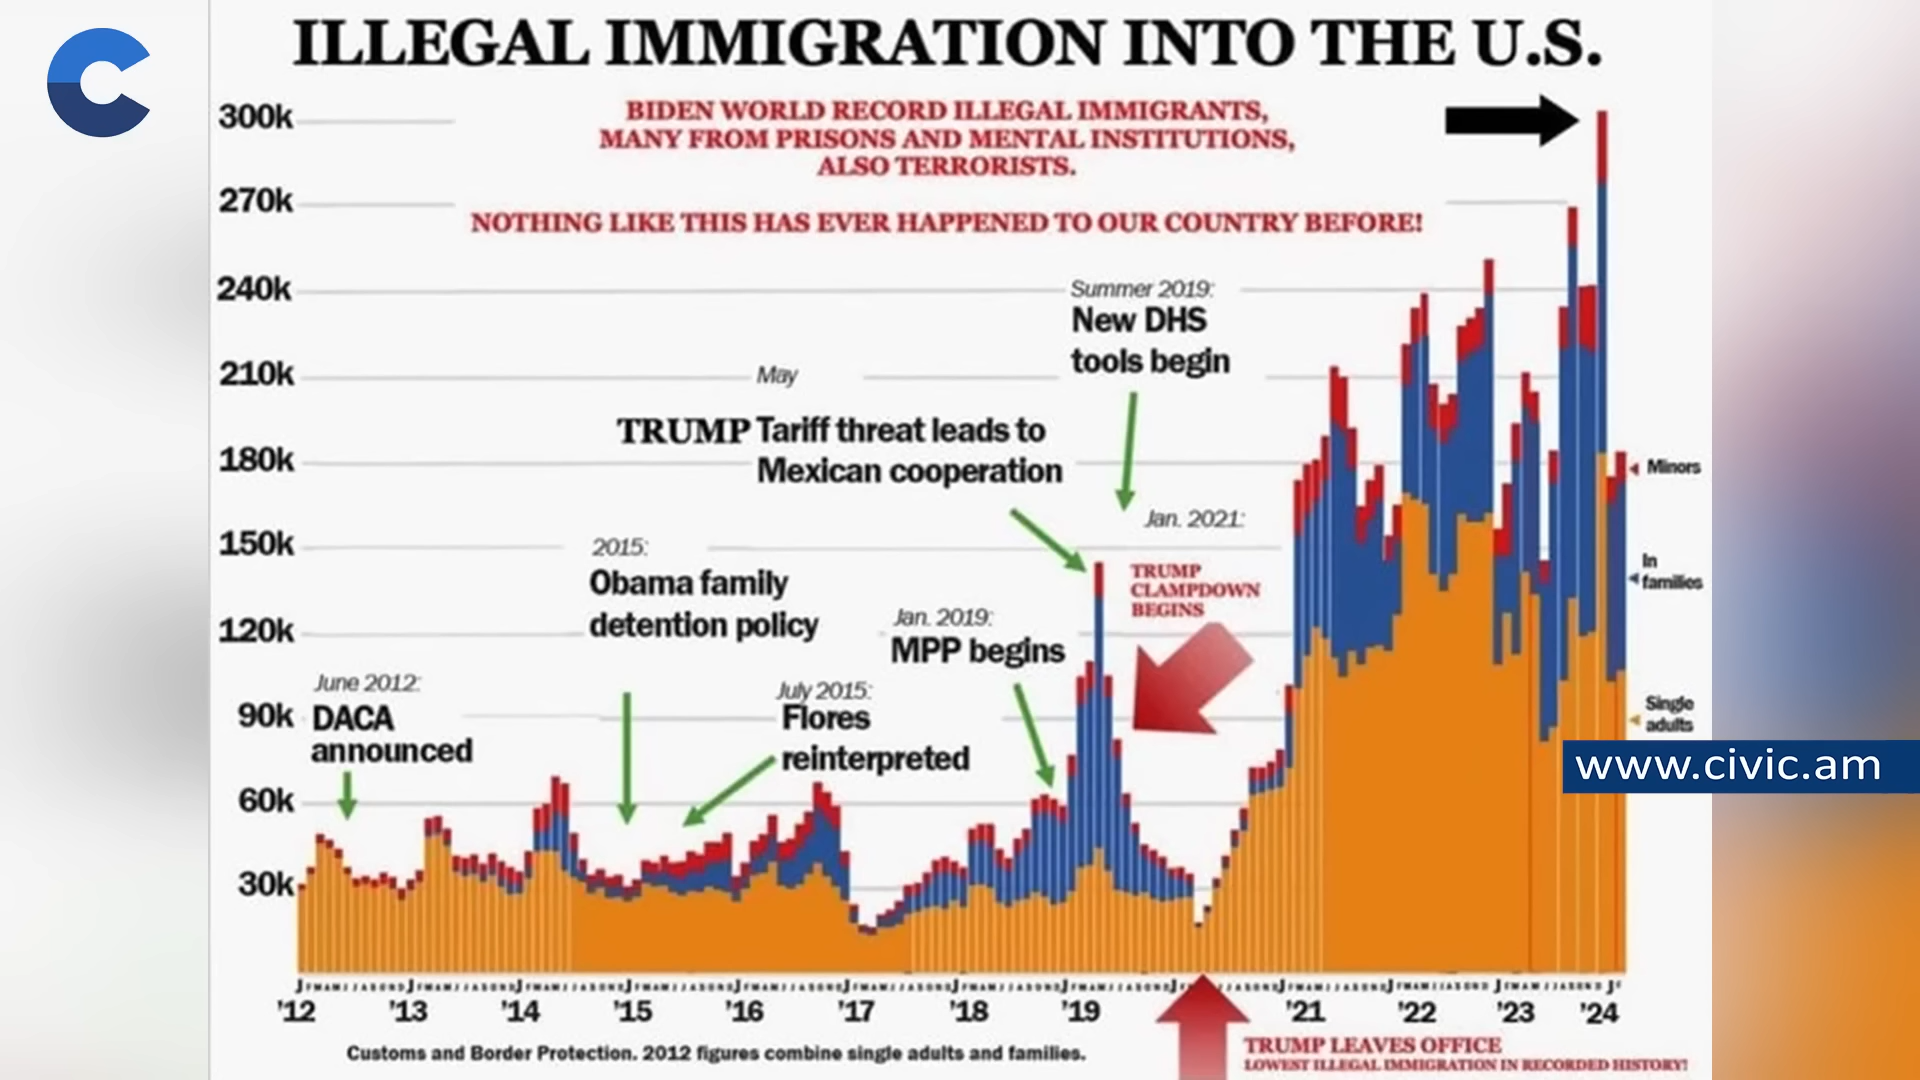 ILLEGAL IMMIGRATION INTO THE U.S.
BIDEN WORLD RECORD ILLEGAL IMMIGRANTS,
MANY FROM PRISONS AND MENTAL INSTITUTIONS,
ALSO TERRORISTS.
NOTHING LIKE THIS HAS EVER HAPPENED TO OUR COUNTRY BEFORE!
300k
270k
240k
210k
180k
150k
120k
90k
60k
30k
June 2012:
DACA
announced
2015:
Obama family
detention policy
July 2015:
Flores
reinterpreted
May
TRUMP Tariff threat leads to
Mexican cooperation
Jan. 2019:
MPP begins
Summer 2019:
New DHS
tools begin
Jan. 2021:
TRUMP
CLAMPDOWN
BEGINS
Minors
In
families
Single
adults
www.civic.am
'12 '13 '14 '15 '16 '17 '18 '19 '21 '22 '23 '24
Customs and Border Protection. 2012 figures combine single adults and families.
TRUMP LEAVES OFFICE
LOWEST ILLEGAL IMMIGRATION IN RECORDED HISTORY!